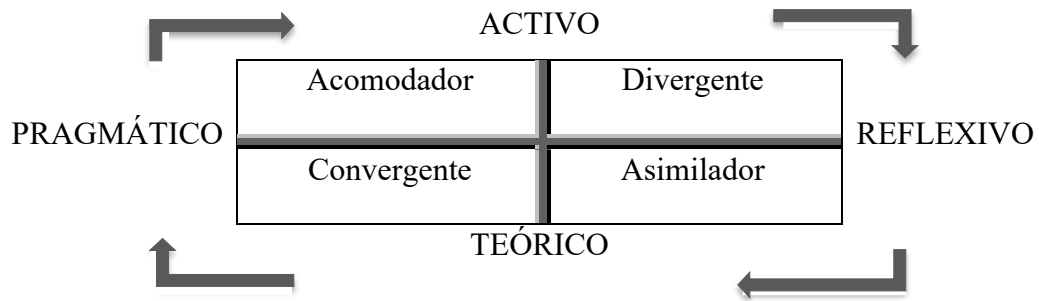 ACTIVO
Acomodador Divergente
PRAGMÁTICO REFLEXIVO
Convergente Asimilador
TEÓRICO